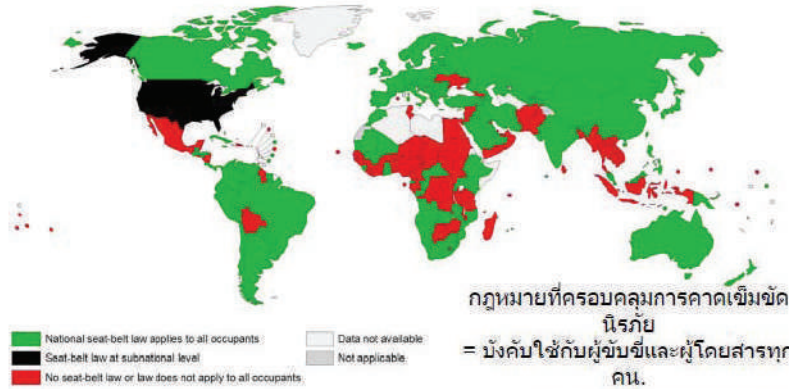 กฎหมายที่ครอบคลุมการคาดเข็มขัด
นิรภัย
= บังคับใช้กับผู้ขับขี่และผู้โดยสารทุก
คน.
National seat-belt law applies to all occupants
Seat-belt law at subnational level
No seat-belt law or law does not apply to all occupants
Data not available
Not applicable